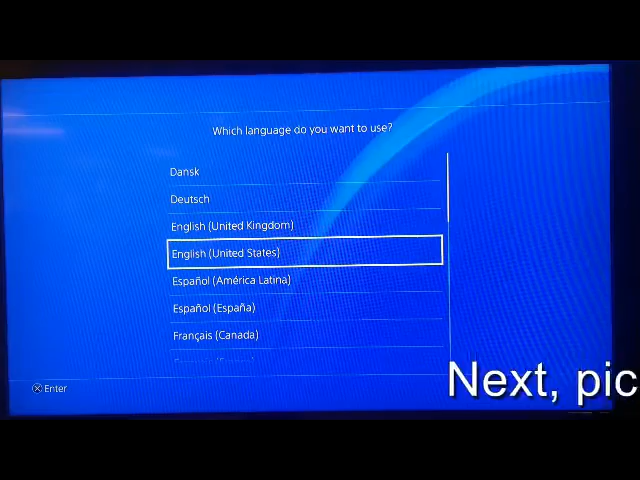 Which language do you want to use?
Dansk
Deutsch
English (United Kingdom)
English (United States)
Español (América Latina)
Español (España)
Français (Canada)
Enter
Next, pic